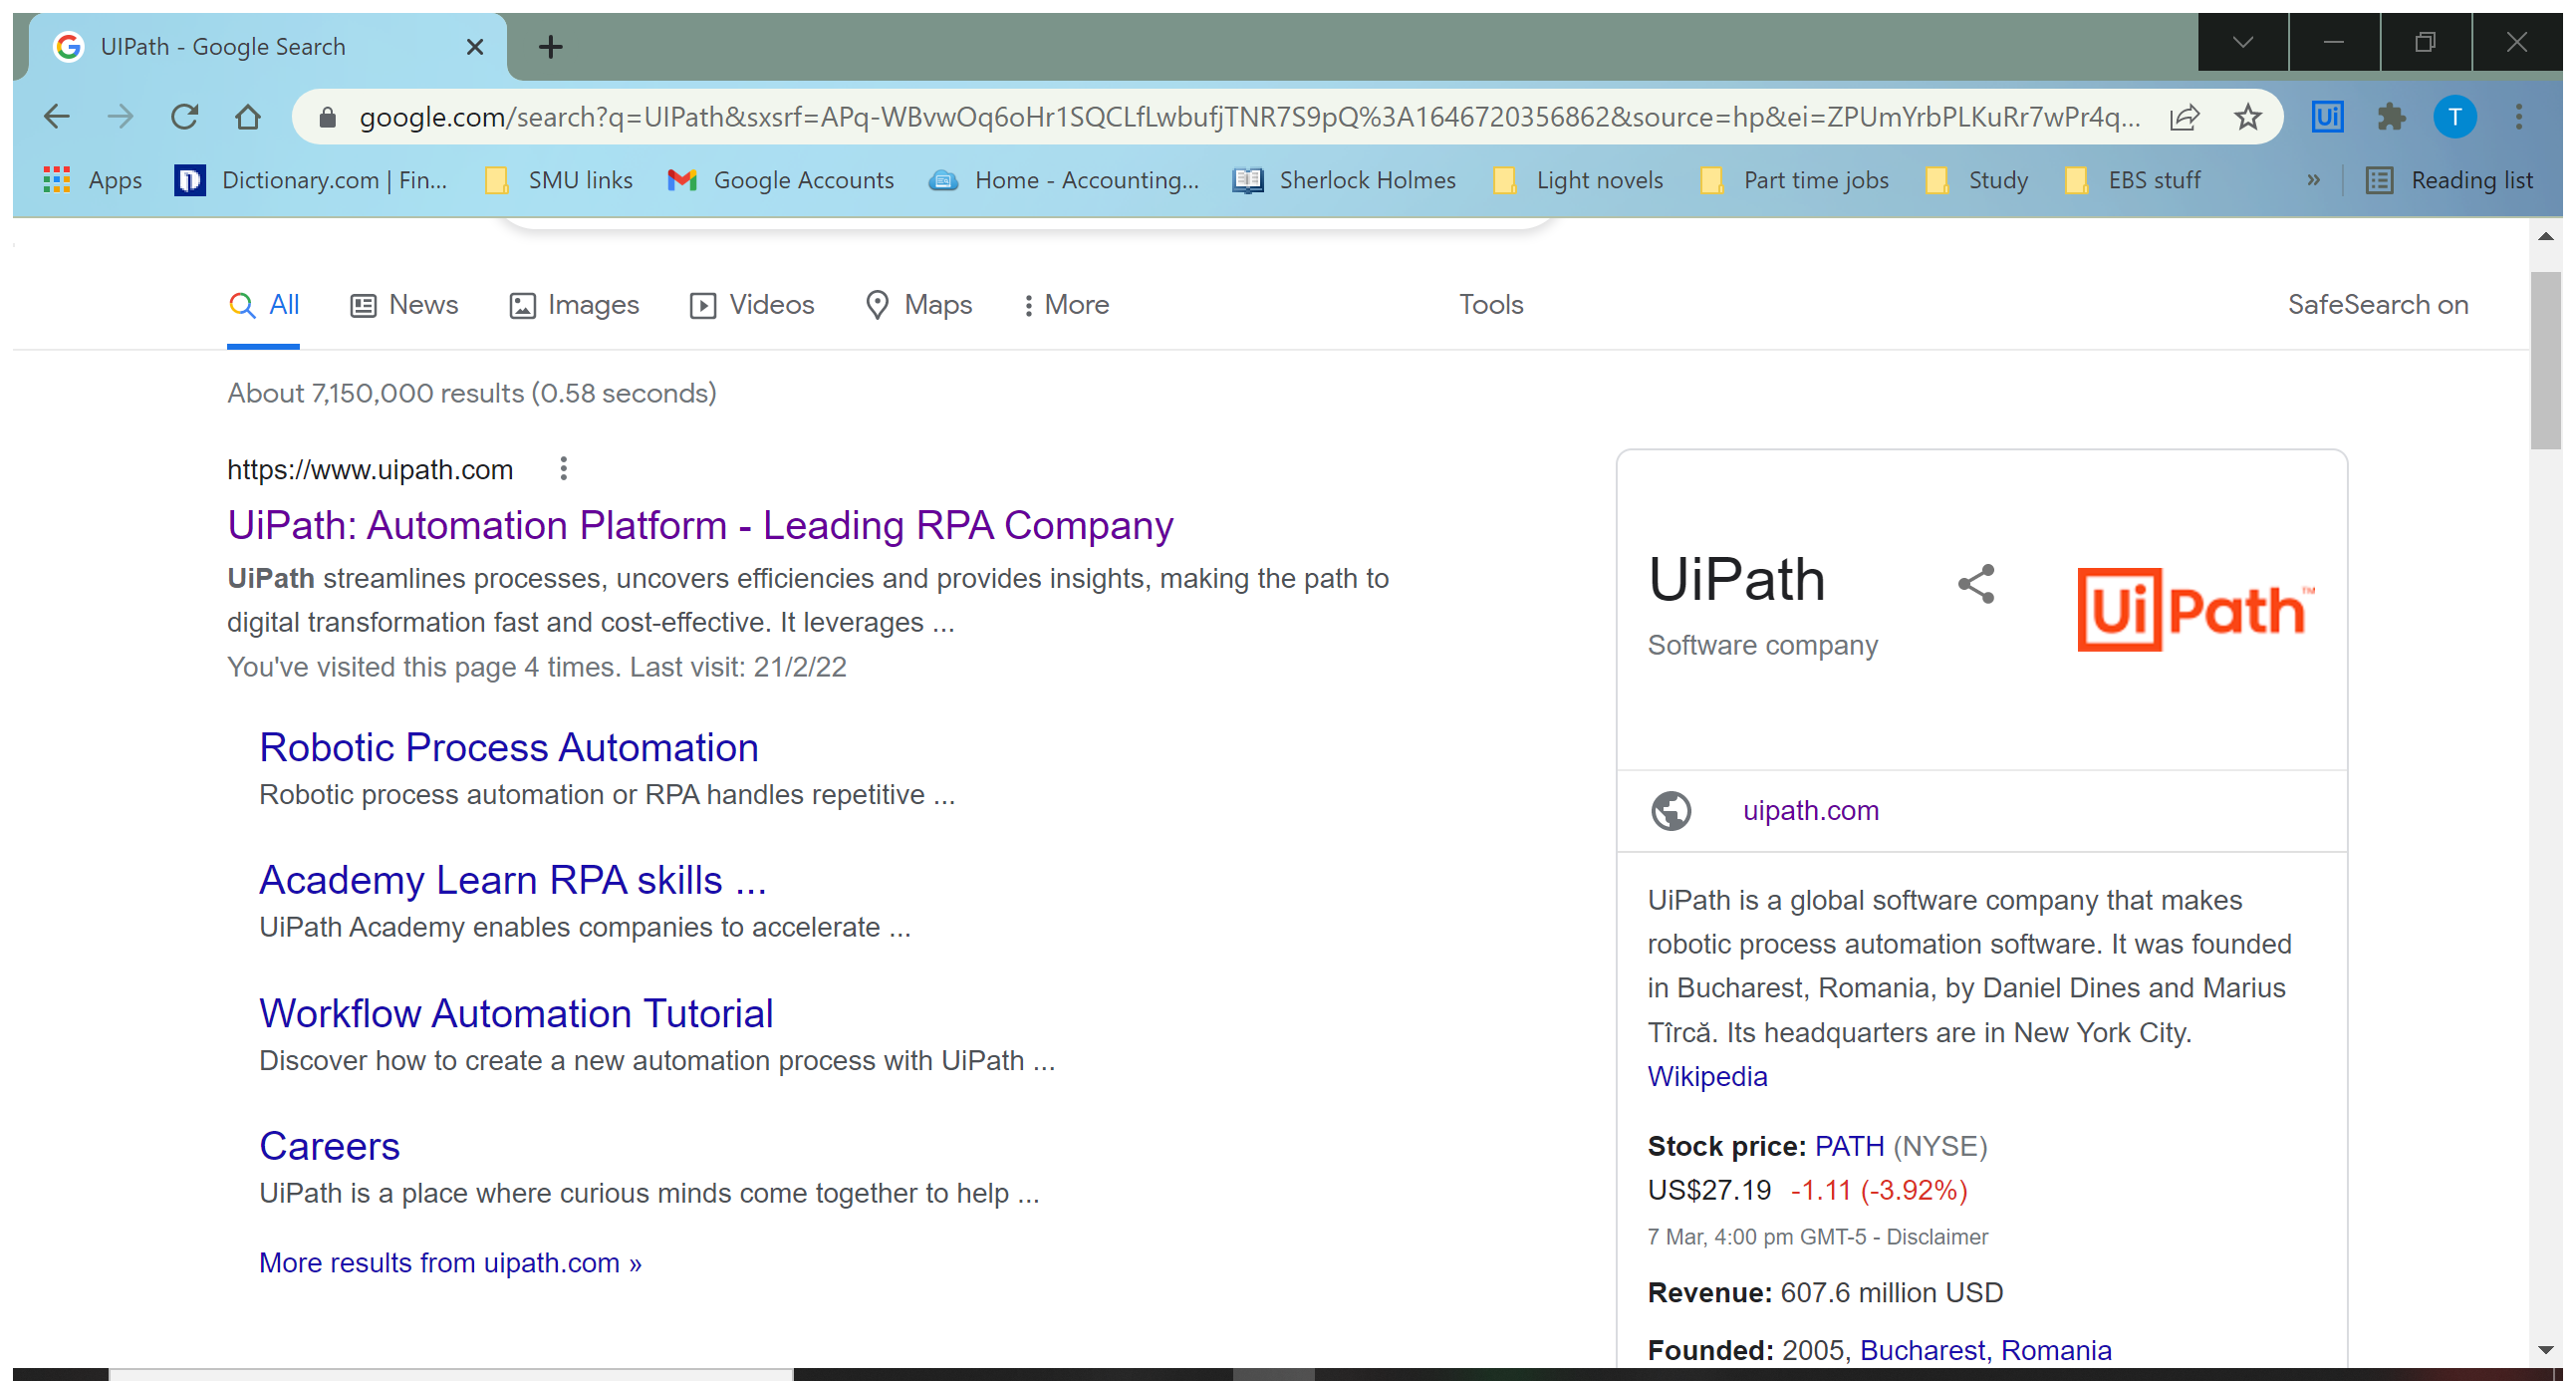 UIPath - Google Search
google.com/search?q=UIPath&sxsrf=APq-WBvwOq6oHr1SQCLfLwbufjTNR7S9pQ%3A1646720356862&source=hp&ei=ZPUmYrbPLKuRr7wPr4q...
Ui
T
Apps
Dictionary.com | Fin...
SMU links
Google Accounts
Home - Accounting...
Sherlock Holmes
Light novels
Part time jobs
Study
EBS stuff
»
Reading list
All
News
Images
Videos
Maps
More
Tools
SafeSearch on
About 7,150,000 results (0.58 seconds)
https://www.uipath.com
UiPath: Automation Platform - Leading RPA Company
UiPath streamlines processes, uncovers efficiencies and provides insights, making the path to
digital transformation fast and cost-effective. It leverages ...
You've visited this page 4 times. Last visit: 21/2/22
Robotic Process Automation
Robotic process automation or RPA handles repetitive ...
Academy Learn RPA skills ...
UiPath Academy enables companies to accelerate ...
Workflow Automation Tutorial
Discover how to create a new automation process with UiPath ...
Careers
UiPath is a place where curious minds come together to help ...
More results from uipath.com »
UiPath
Software company
UiPath™
uipath.com
UiPath is a global software company that makes
robotic process automation software. It was founded
in Bucharest, Romania, by Daniel Dines and Marius
Tîrcă. Its headquarters are in New York City.
Wikipedia
Stock price: PATH (NYSE)
US$27.19 -1.11 (-3.92%)
7 Mar, 4:00 pm GMT-5 - Disclaimer
Revenue: 607.6 million USD
Founded: 2005, Bucharest, Romania